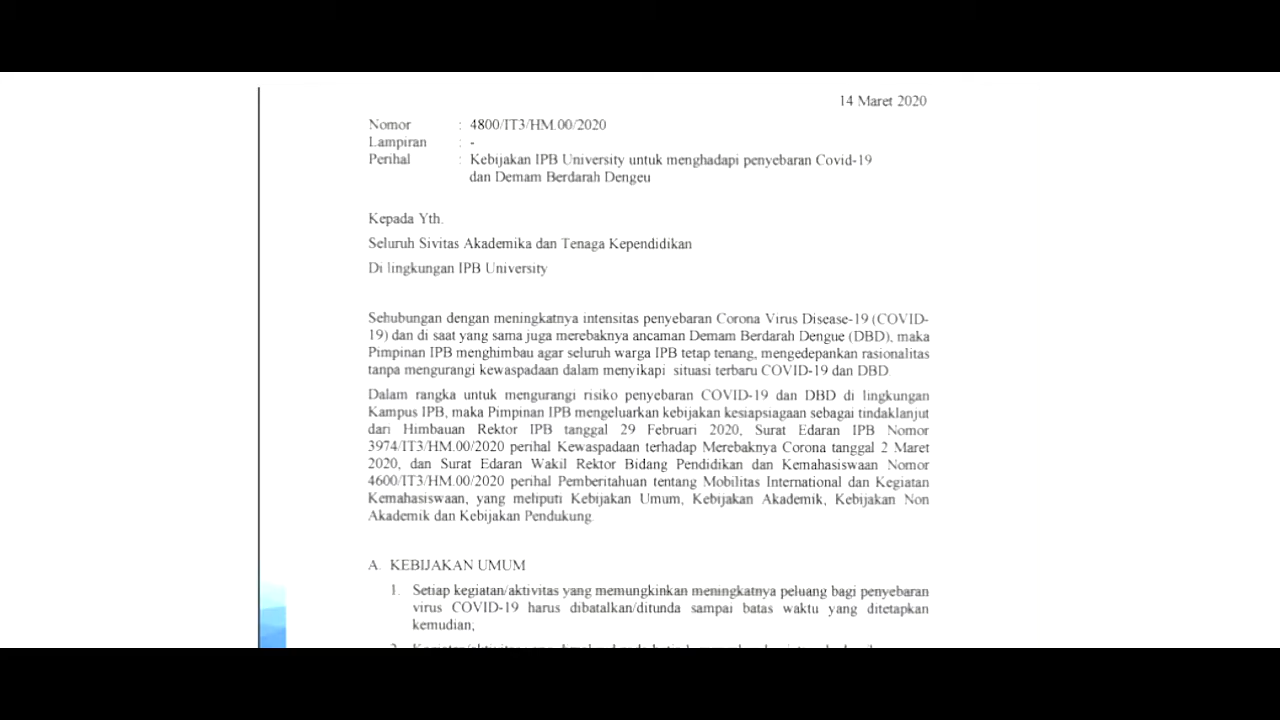 14 Maret 2020
Nomor : 4800/IT3/HM.00/2020
Lampiran : -
Perihal : Kebijakan IPB University untuk menghadapi penyebaran Covid-19
dan Demam Berdarah Dengeu
Kepada Yth.
Seluruh Sivitas Akademika dan Tenaga Kependidikan
Di lingkungan IPB University
Sehubungan dengan meningkatnya intensitas penyebaran Corona Virus Disease-19 (COVID-
19) dan di saat yang sama juga merebaknya ancaman Demam Berdarah Dengue (DBD), maka
Pimpinan IPB menghimbau agar seluruh warga IPB tetap tenang, mengedepankan rasionalitas
tanpa mengurangi kewaspadaan dalam menyikapi situasi terbaru COVID-19 dan DBD.
Dalam rangka untuk mengurangi risiko penyebaran COVID-19 dan DBD di lingkungan
Kampus IPB, maka Pimpinan IPB mengeluarkan kebijakan kesiapsiagaan sebagai tindaklanjut
dari Himbauan Rektor IPB tanggal 29 Februari 2020, Surat Edaran IPB Nomor
3974/IT3/HM.00/2020 perihal Kewaspadaan terhadap Merebaknya Corona tanggal 2 Maret
2020, dan Surat Edaran Wakil Rektor Bidang Pendidikan dan Kemahasiswaan Nomor
4600/IT3/HM.00/2020 perihal Pemberitahuan tentang Mobilitas International dan Kegiatan
Kemahasiswaan, yang meliputi Kebijakan Umum, Kebijakan Akademik, Kebijakan Non
Akademik dan Kebijakan Pendukung.
A. KEBIJAKAN UMUM
1. Setiap kegiatan/aktivitas yang memungkinkan meningkatnya peluang bagi penyebaran
virus COVID-19 harus dibatalkan/ditunda sampai batas waktu yang ditetapkan
kemudian;